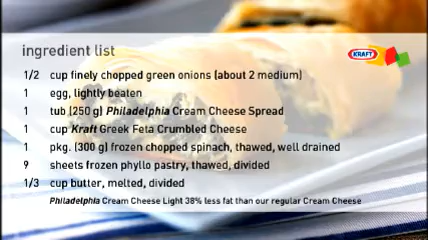 ingredient list
KRAFT
1/2 cup finely chopped green onions (about 2 medium)
1 egg, lightly beaten
1 tub (250 g) Philadelphia Cream Cheese Spread
1 cup Kraft Greek Feta Crumbled Cheese
1 pkg. (300 g) frozen chopped spinach, thawed, well drained
9 sheets frozen phyllo pastry, thawed, divided
1/3 cup butter, melted, divided
Philadelphia Cream Cheese Light 38% less fat than our regular Cream Cheese